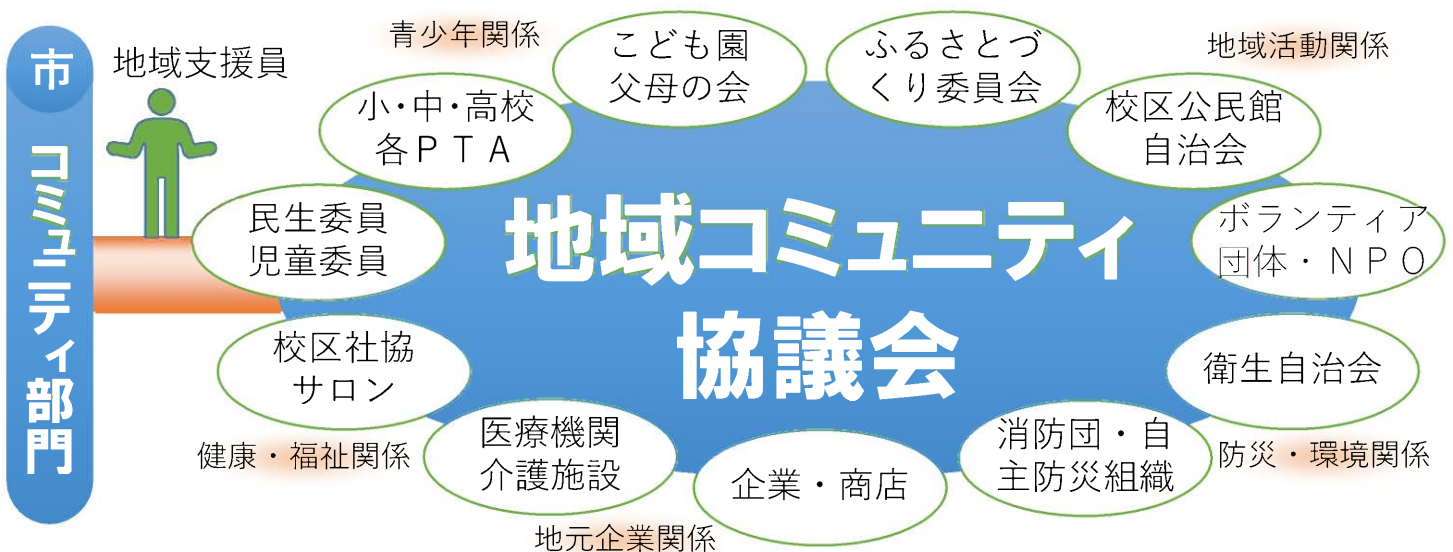 市
コミュニティ部門
地域支援員
青少年関係
こども園
父母の会
ふるさとづ
くり委員会
地域活動関係
小・中・高校
各ＰＴＡ
校区公民館
自治会
民生委員
児童委員
地域コミュニティ
協議会
ボランティア
団体・ＮＰＯ
校区社協
サロン
衛生自治会
健康・福祉関係
医療機関
介護施設
企業・商店
消防団・自
主防災組織
防災・環境関係
地元企業関係